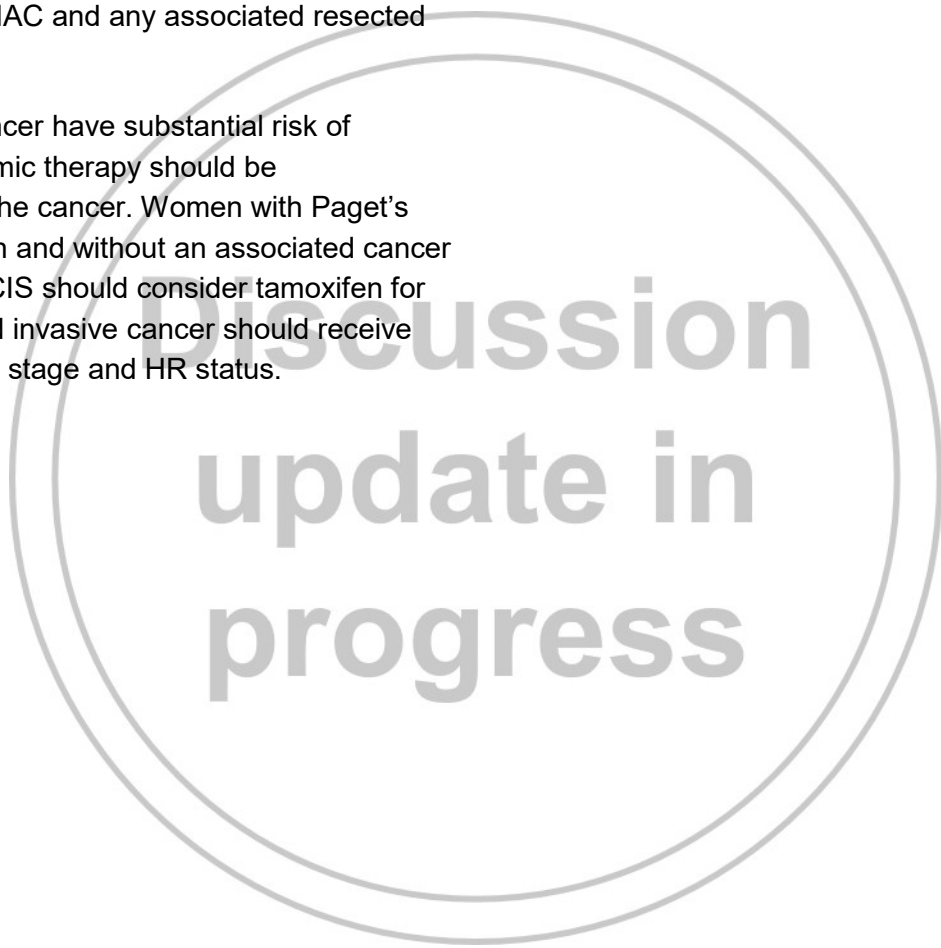 AC and any associated resected
ncer have substantial risk of
mic therapy should be
he cancer. Women with Paget's
and without an associated cancer
CIS should consider tamoxifen for
invasive cancer should receive
stage and HR status.
Discussion
update in
progress